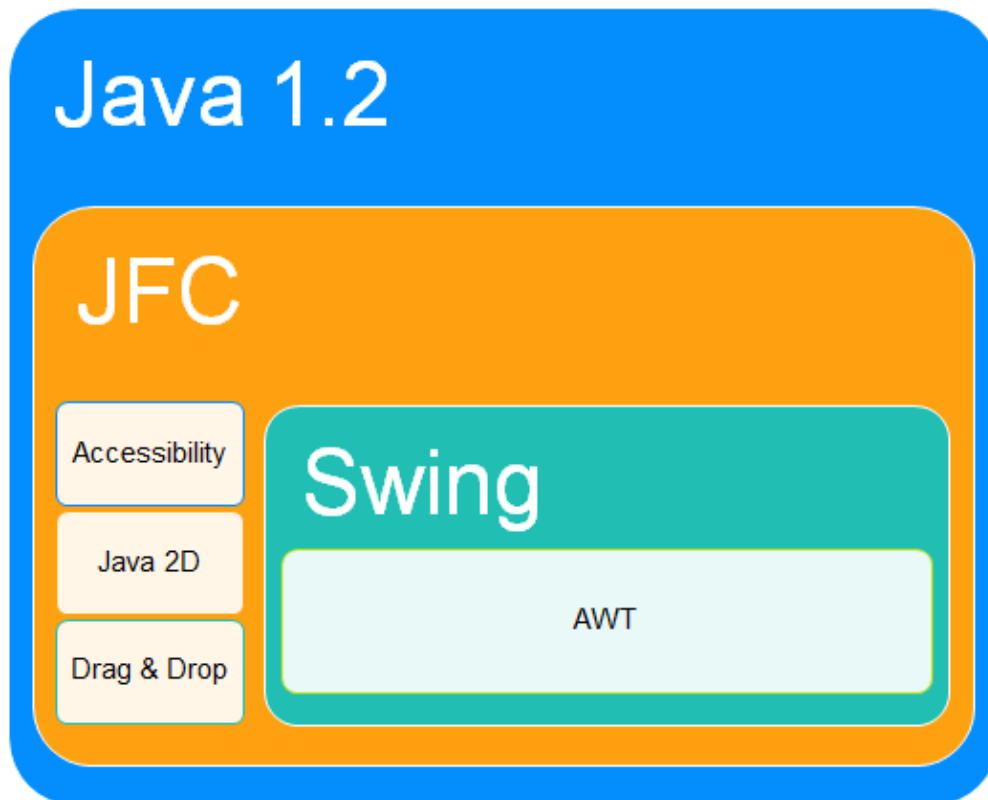 Java 1.2
JFC
Accessibility
Java 2D
Drag & Drop
Swing
AWT